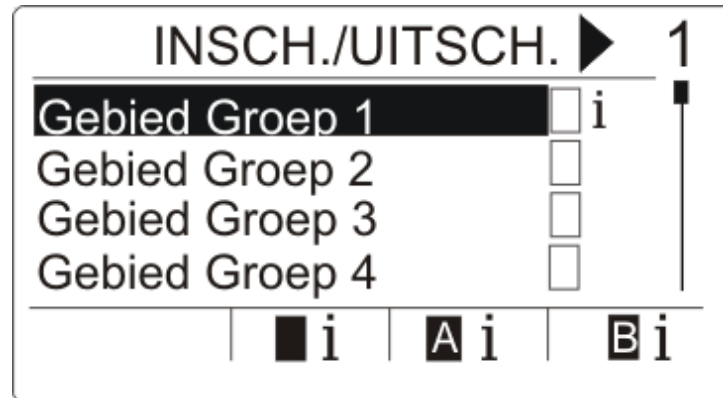 INSCH./UITSCH. ▶ 1
Gebied Groep 1 i
Gebied Groep 2
Gebied Groep 3
Gebied Groep 4
i A i B i